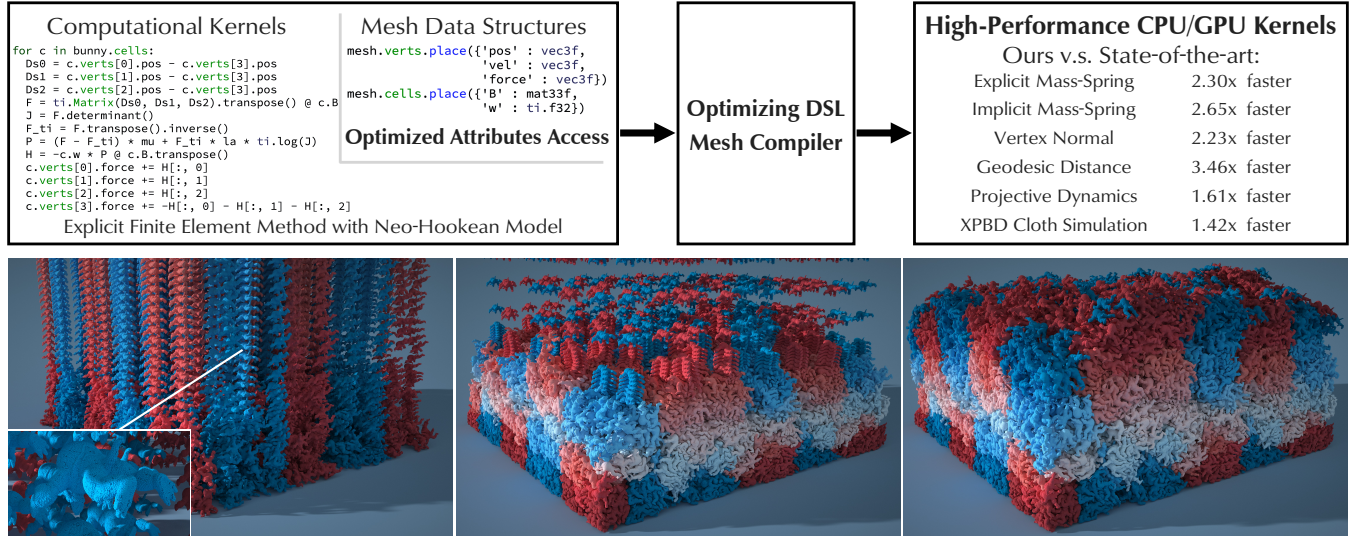 Computational Kernels
for c in bunny.cells:
Ds0 = c.verts[0].pos - c.verts[3].pos
Ds1 = c.verts[1].pos - c.verts[3].pos
Ds2 = c.verts[2].pos - c.verts[3].pos
F = ti.Matrix(Ds0, Ds1, Ds2).transpose() @ c.B
J = F.determinant()
F_ti = F.transpose().inverse()
P = (F - F_ti) * mu + F_ti * la * ti.log(J)
H = -c.w * P @ c.B.transpose()
c.verts[0].force += H[:, 0]
c.verts[1].force += H[:, 1]
c.verts[2].force += H[:, 2]
c.verts[3].force += -H[:, 0] - H[:, 1] - H[:, 2]
Explicit Finite Element Method with Neo-Hookean Model
Mesh Data Structures
mesh.verts.place({'pos' : vec3f,
'vel' : vec3f,
'force' : vec3f})
mesh.cells.place({'B' : mat33f,
'w' : ti.f32})
Optimized Attributes Access
Optimizing DSL
Mesh Compiler
High-Performance CPU/GPU Kernels
Ours v.s. State-of-the-art:
Explicit Mass-Spring 2.30x faster
Implicit Mass-Spring 2.65x faster
Vertex Normal 2.23x faster
Geodesic Distance 3.46x faster
Projective Dynamics 1.61x faster
XPBD Cloth Simulation 1.42x faster